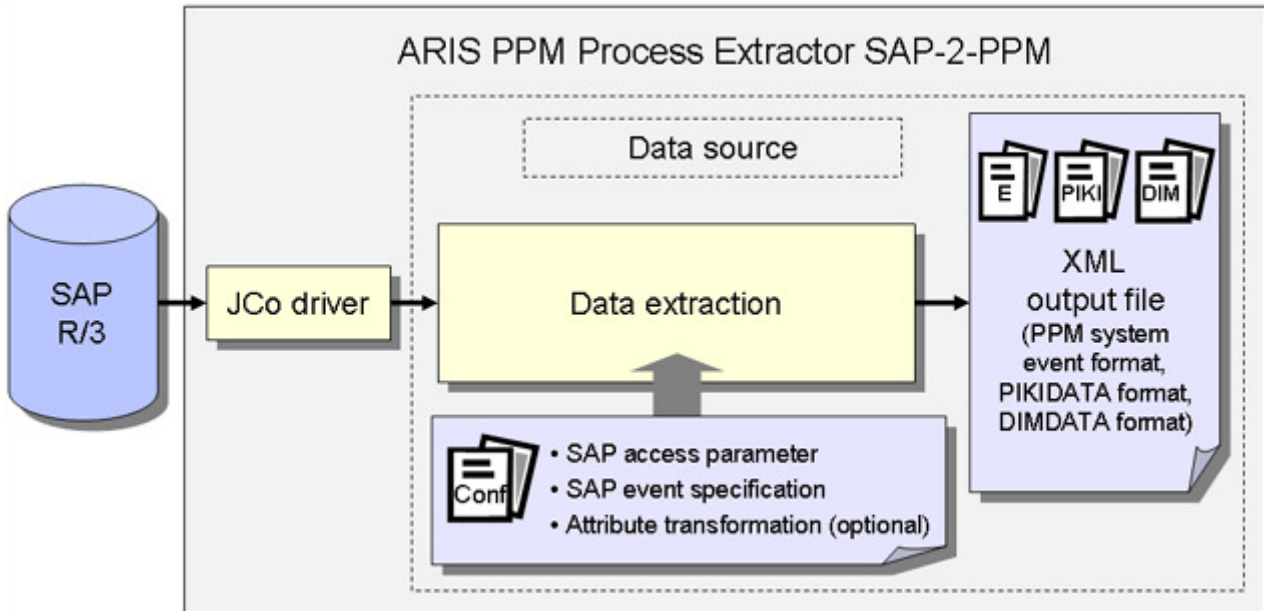 ARIS PPM Process Extractor SAP-2-PPM
Data source
E
PIKI
DIM
SAP
R/3
JCo driver
Data extraction
XML
output file
(PPM system
event format,
PIKIDATA format,
DIMDATA format)
Conf
• SAP access parameter
• SAP event specification
• Attribute transformation (optional)